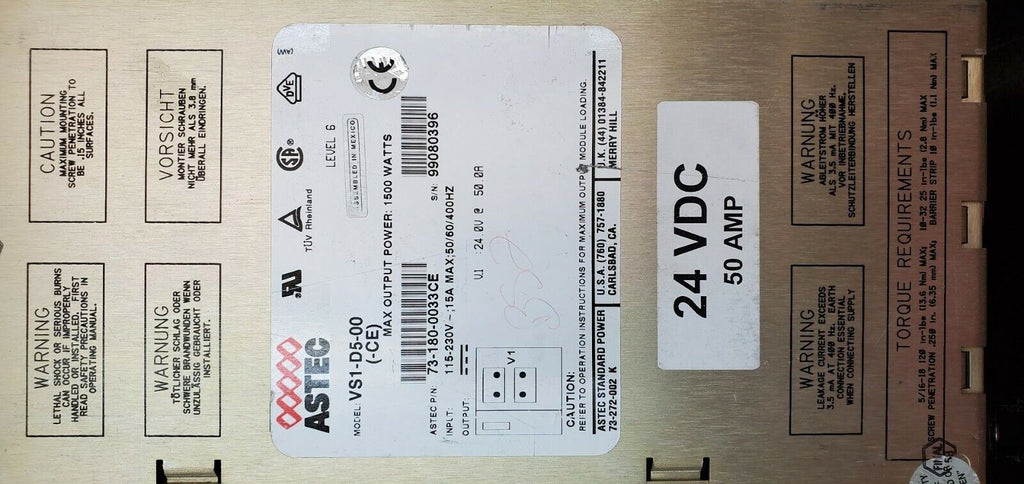 CAUTION
MAXIMUM MOUNTING
SCREW PENETRATION TO
BE .15 INCHES ALL
SURFACES.
VORSICHT
MONTIER SCHRAUBEN
NICHT MEHR ALS 3.8 mm
ÜBERALL EINDRINGEN.
WARNING
LETHAL SHOCK OR SERIOUS BURNS
CAN OCCUR IF IMPROPERLY
HANDLED OR INSTALLED. FIRST
READ SAFETY PRECAUTIONS IN
OPERATING MANUAL.
WARNUNG
TÖTLICHER SCHLAG ODER
SCHWERE BRANDWUNDEN WENN
UNZULÄSSIG GEBRAUCHT ODER
INSTALLIERT.
ASTEC
TÜV Rheinland
DVE
CE
LEVEL 6
ASSEMBLED IN MEXICO
MODEL: VS1-D5-00
(-CE)
MAX OUTPUT POWER: 1500 WATTS
ASTEC P/N: 73-180-0033CE S/N: 99080396
INPUT: 115-230V~;15A MAX;50/60/400HZ
OUTPUT:
V1 :24.0V @ 50.0A
V1
352
CAUTION:
REFER TO OPERATION INSTRUCTIONS FOR MAXIMUM OUTPUT MODULE LOADING.
ASTEC STANDARD POWER
73-272-002 K
U.S.A. (760) 757-1880
CARLSBAD, CA.
U.K. (44) 01384-842211
MERRY HILL
24 VDC
50 AMP
WARNUNG
ABLEITSTROM HÖHER
ALS 3.5 mA MIT 400 Hz.
VOR INBETRIEBNAHME,
SCHUTZLEITERBINDUNG HERSTELLEN
WARNING
LEAKAGE CURRENT EXCEEDS
3.5 mA AT 400 Hz. EARTH
CONNECTION ESSENTIAL
WHEN CONNECTING SUPPLY
TORQUE REQUIREMENTS
5/16-18 120 in-lbs (13.6 Nm) MAX; 10-32 25 in-lbs (2.8 Nm) MAX
SCREW PENETRATION .250 in. (6.35 mm) MAX; BARRIER STRIP 10 in-lbs (1.1 Nm) MAX
FINAL